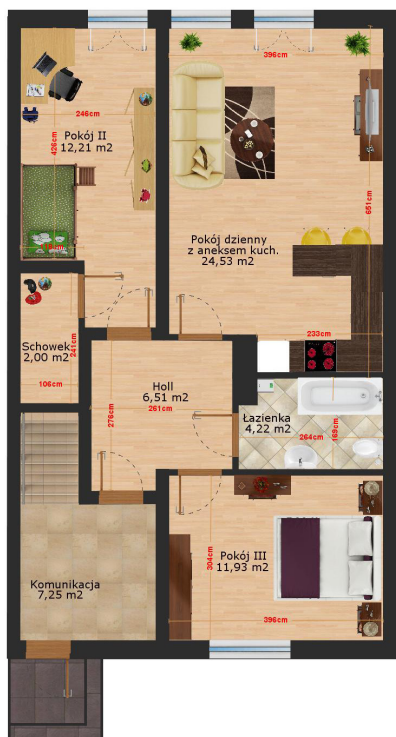 396cm
246cm
Pokój II
12,21 m2
426cm
651cm
Pokój dzienny
z aneksem kuch.
24,53 m2
233cm
Schowek
2,00 m2
241cm
106cm
Holl
6,51 m2
261cm
276cm
Łazienka
4,22 m2
264cm
169cm
Pokój III
11,93 m2
304cm
396cm
Komunikacja
7,25 m2